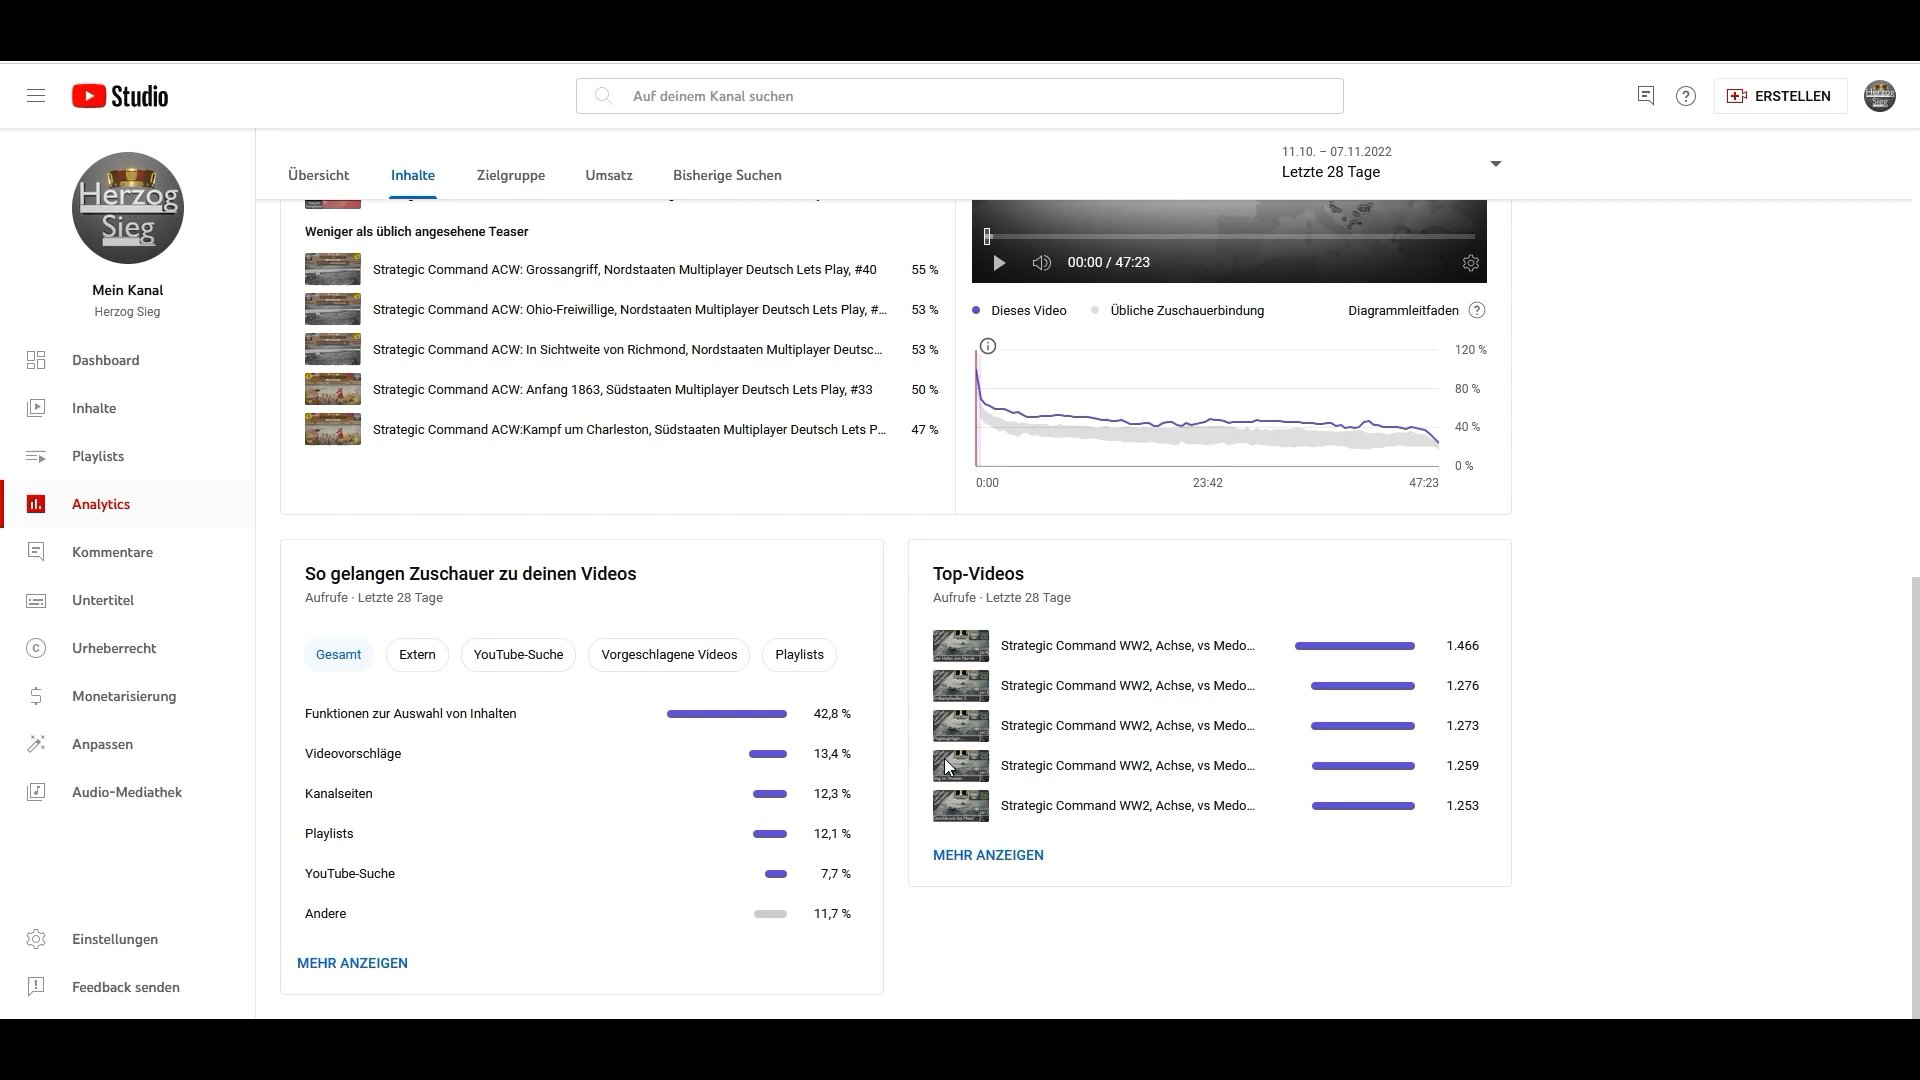 Studio
Auf deinem Kanal suchen
ERSTELLEN
Herzog
Sieg
Mein Kanal
Herzog Sieg
Dashboard
Inhalte
Playlists
Analytics
Kommentare
Untertitel
Urheberrecht
Monetarisierung
Anpassen
Audio-Mediathek
Einstellungen
Feedback senden
Übersicht
Inhalte
Zielgruppe
Umsatz
Bisherige Suchen
11.10. – 07.11.2022
Letzte 28 Tage
Weniger als üblich angesehene Teaser
Strategic Command ACW: Grossangriff, Nordstaaten Multiplayer Deutsch Lets Play, #40 55 %
Strategic Command ACW: Ohio-Freiwillige, Nordstaaten Multiplayer Deutsch Lets Play, #... 53 %
Strategic Command ACW: In Sichtweite von Richmond, Nordstaaten Multiplayer Deutsc... 53 %
Strategic Command ACW: Anfang 1863, Südstaaten Multiplayer Deutsch Lets Play, #33 50 %
Strategic Command ACW:Kampf um Charleston, Südstaaten Multiplayer Deutsch Lets P... 47 %
00:00 / 47:23
Dieses Video
Übliche Zuschauerbindung
Diagrammleitfaden
120 %
80 %
40 %
0 %
0:00
23:42
47:23
So gelangen Zuschauer zu deinen Videos
Aufrufe · Letzte 28 Tage
Gesamt
Extern
YouTube-Suche
Vorgeschlagene Videos
Playlists
Funktionen zur Auswahl von Inhalten 42,8 %
Videovorschläge 13,4 %
Kanalseiten 12,3 %
Playlists 12,1 %
YouTube-Suche 7,7 %
Andere 11,7 %
MEHR ANZEIGEN
Top-Videos
Aufrufe · Letzte 28 Tage
Strategic Command WW2, Achse, vs Medo... 1.466
Strategic Command WW2, Achse, vs Medo... 1.276
Strategic Command WW2, Achse, vs Medo... 1.273
Strategic Command WW2, Achse, vs Medo... 1.259
Strategic Command WW2, Achse, vs Medo... 1.253
MEHR ANZEIGEN